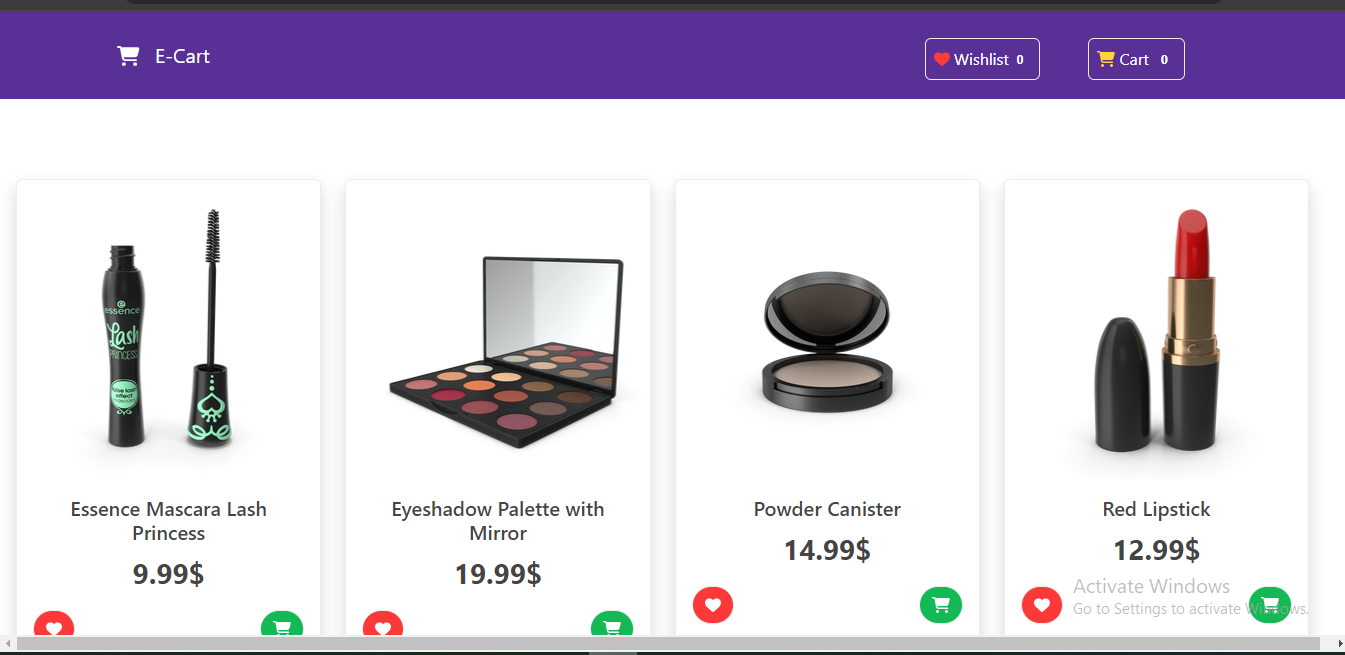 E-Cart
Wishlist 0
Cart 0
essence
Lash
PRINCESS
false lash
effect
Essence Mascara Lash
Princess
9.99$
Eyeshadow Palette with
Mirror
19.99$
Powder Canister
14.99$
Red Lipstick
12.99$
Activate Windows
Go to Settings to activate Windows.